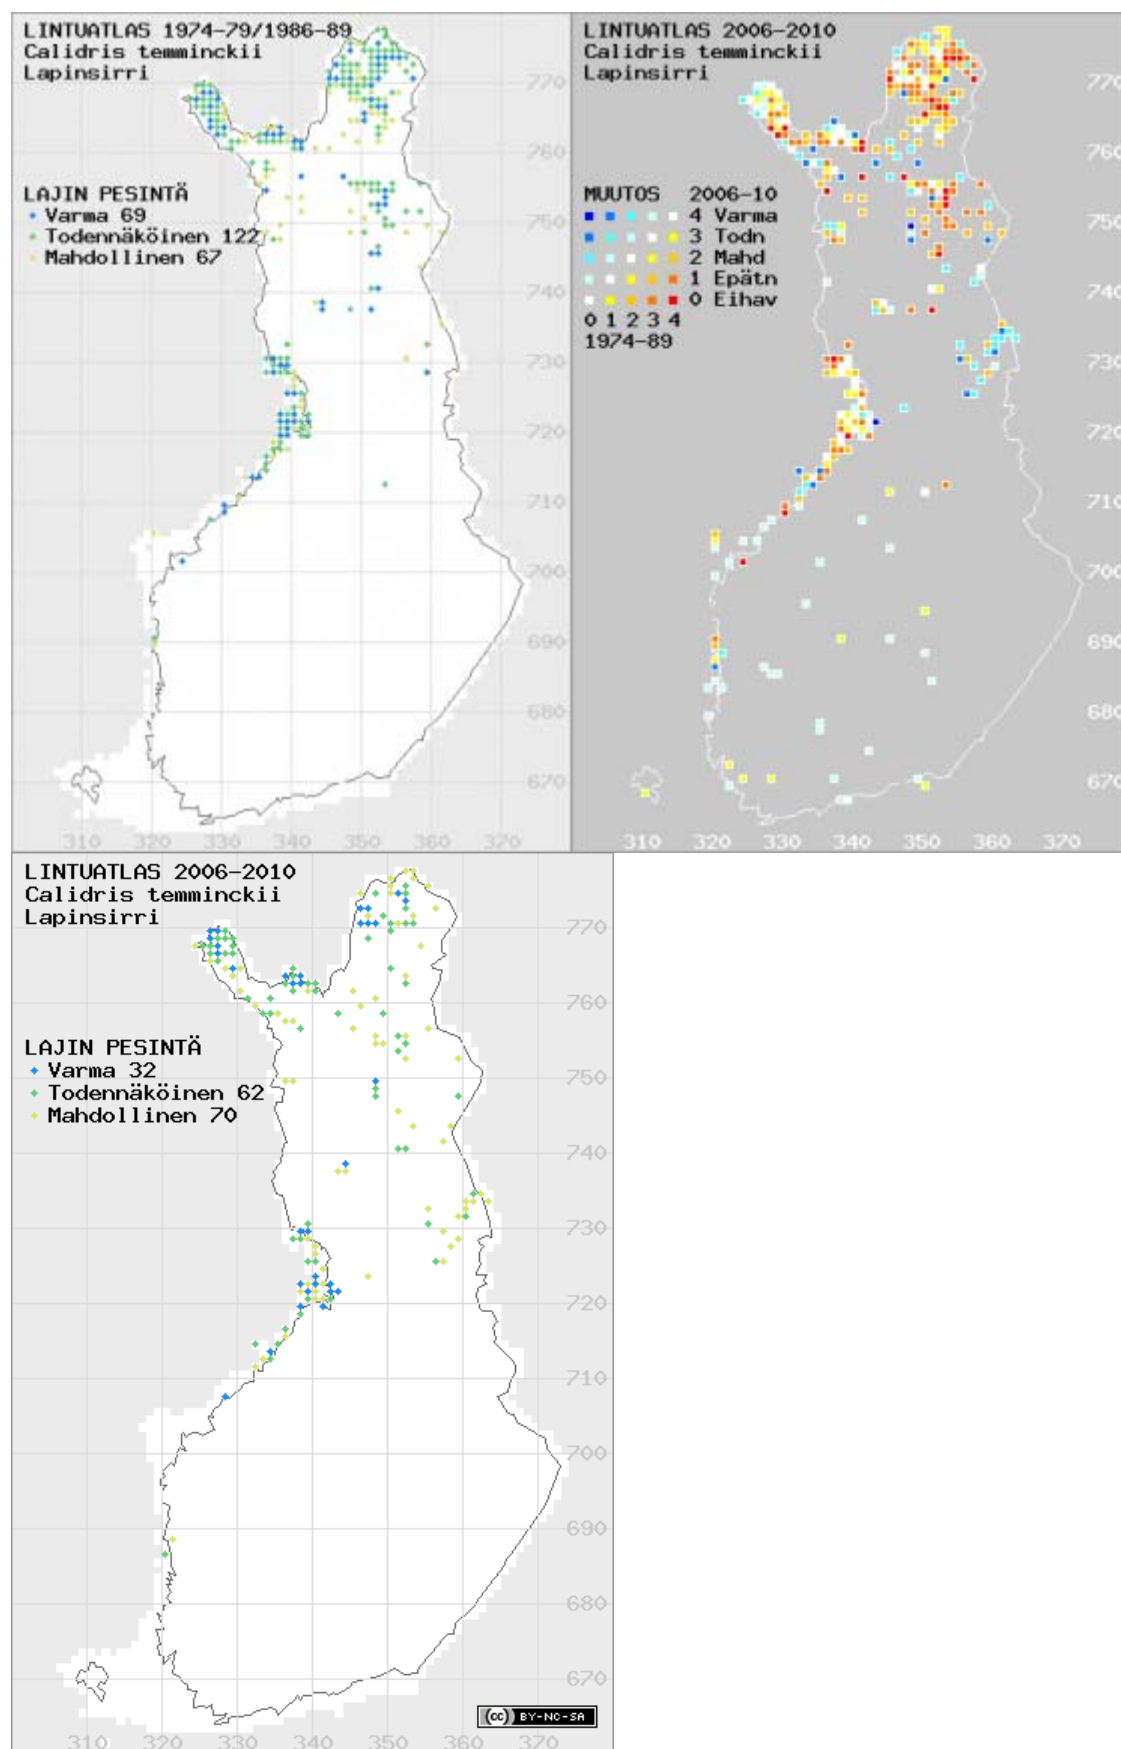 LINTUATLAS 1974-79/1986-89
Calidris temminckii
Lapinsirri
LAJIN PESINTÄ
Varma 69
Todennäköinen 122
Mahdollinen 67
770
760
750
740
730
720
710
700
690
680
670
310 320 330 340 350 360 370
LINTUATLAS 2006-2010
Calidris temminckii
Lapinsirri
MUUTOS 2006-10
4 Varma
3 Todn
2 Mahd
1 Epätn
0 Eihav
0 1 2 3 4
1974-89
770
760
750
740
730
720
710
700
690
680
670
310 320 330 340 350 360 370
LINTUATLAS 2006-2010
Calidris temminckii
Lapinsirri
LAJIN PESINTÄ
Varma 32
Todennäköinen 62
Mahdollinen 70
770
760
750
740
730
720
710
700
690
680
670
310 320 330 340 350 360 370
(cc) BY-NC-SA